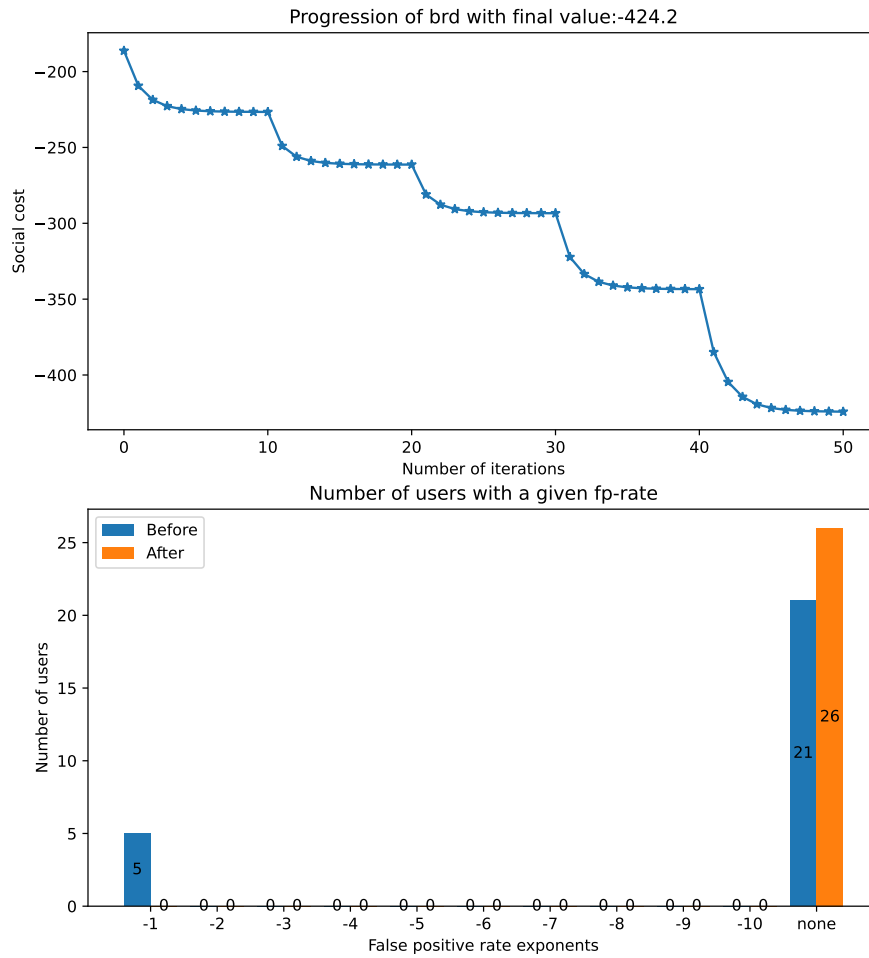 Progression of brd with final value:-424.2
−200
−250
−300
−350
−400
Social cost
0 10 20 30 40 50
Number of iterations
Number of users with a given fp-rate
Before
After
25
20
15
10
5
0
Number of users
5 0 0 0 0 0 0 0 0 0 0 0 0 0 0 0 0 0 0 0 21 26
-1 -2 -3 -4 -5 -6 -7 -8 -9 -10 none
False positive rate exponents